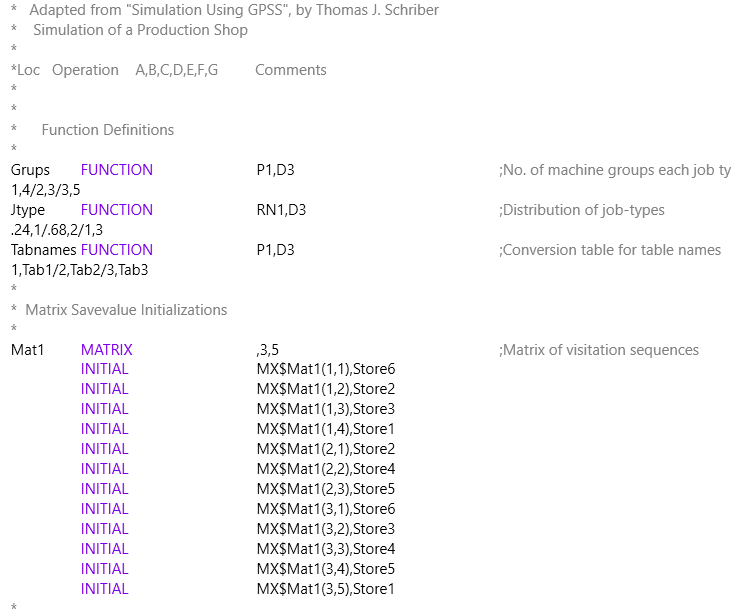 * Adapted from "Simulation Using GPSS", by Thomas J. Schriber
* Simulation of a Production Shop
*
*Loc Operation A,B,C,D,E,F,G Comments
*
*
* Function Definitions
*
Grups FUNCTION P1,D3 ;No. of machine groups each job ty
1,4/2,3/3,5
Jtype FUNCTION RN1,D3 ;Distribution of job-types
.24,1/.68,2/1,3
Tabnames FUNCTION P1,D3 ;Conversion table for table names
1,Tab1/2,Tab2/3,Tab3
*
* Matrix Savevalue Initializations
*
Mat1 MATRIX ,3,5 ;Matrix of visitation sequences
INITIAL MX$Mat1(1,1),Store6
INITIAL MX$Mat1(1,2),Store2
INITIAL MX$Mat1(1,3),Store3
INITIAL MX$Mat1(1,4),Store1
INITIAL MX$Mat1(2,1),Store2
INITIAL MX$Mat1(2,2),Store4
INITIAL MX$Mat1(2,3),Store5
INITIAL MX$Mat1(3,1),Store6
INITIAL MX$Mat1(3,2),Store3
INITIAL MX$Mat1(3,3),Store4
INITIAL MX$Mat1(3,4),Store5
INITIAL MX$Mat1(3,5),Store1
*